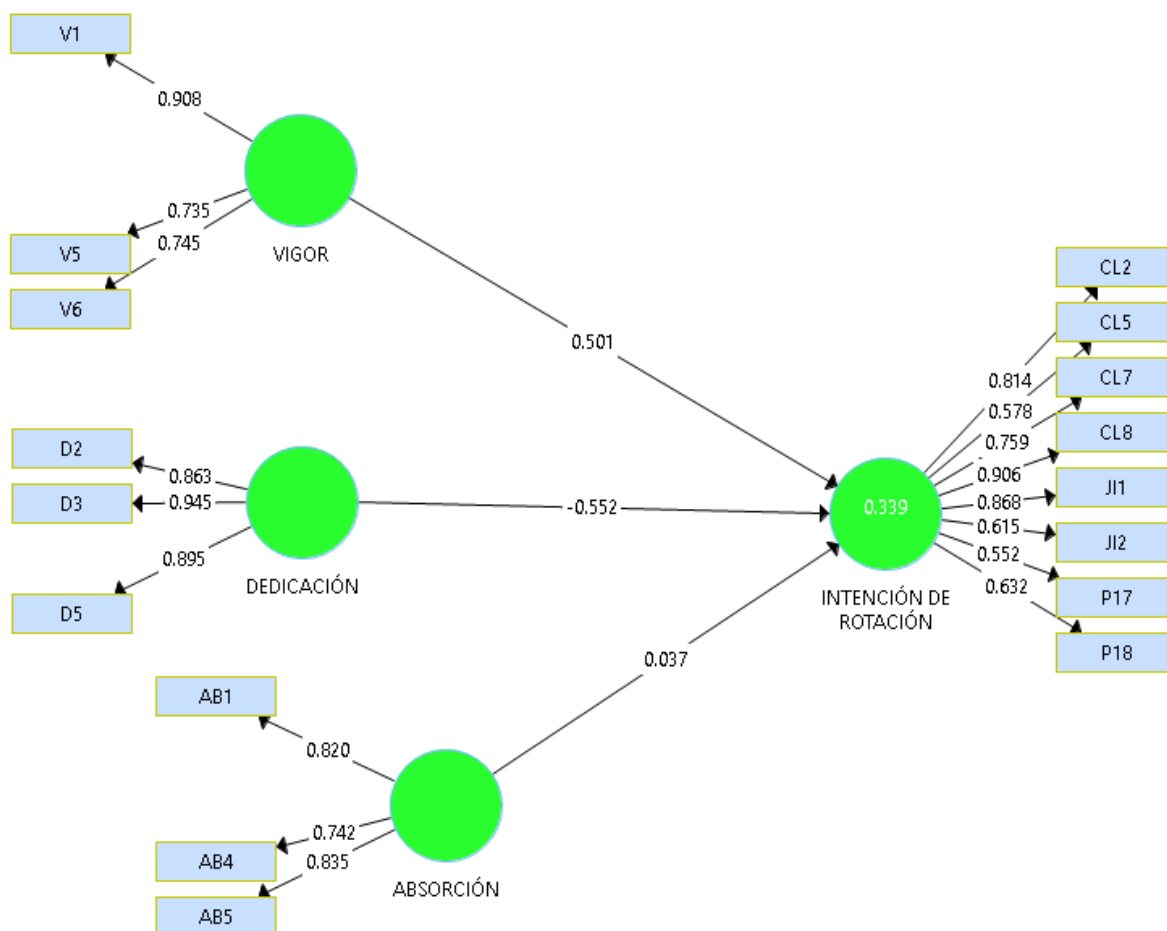 V1
0.908
0.735
V5
0.745
VIGOR
V6
0.501
CL2
CL5
0.814
CL7
0.578
0.759
CL8
0.906
D2
0.863
D3
0.945
-0.552
0.339
0.868
JI1
0.615
JI2
0.552
0.895
DEDICACIÓN
0.632
P17
INTENCIÓN DE
ROTACIÓN
D5
P18
0.037
AB1
0.820
0.742
AB4
0.835
ABSORCIÓN
AB5